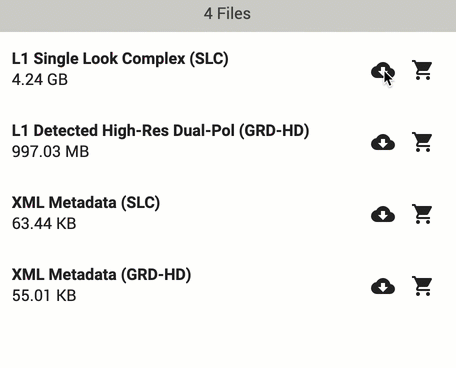 4 Files
L1 Single Look Complex (SLC)
4.24 GB
L1 Detected High-Res Dual-Pol (GRD-HD)
997.03 MB
XML Metadata (SLC)
63.44 KB
XML Metadata (GRD-HD)
55.01 KB